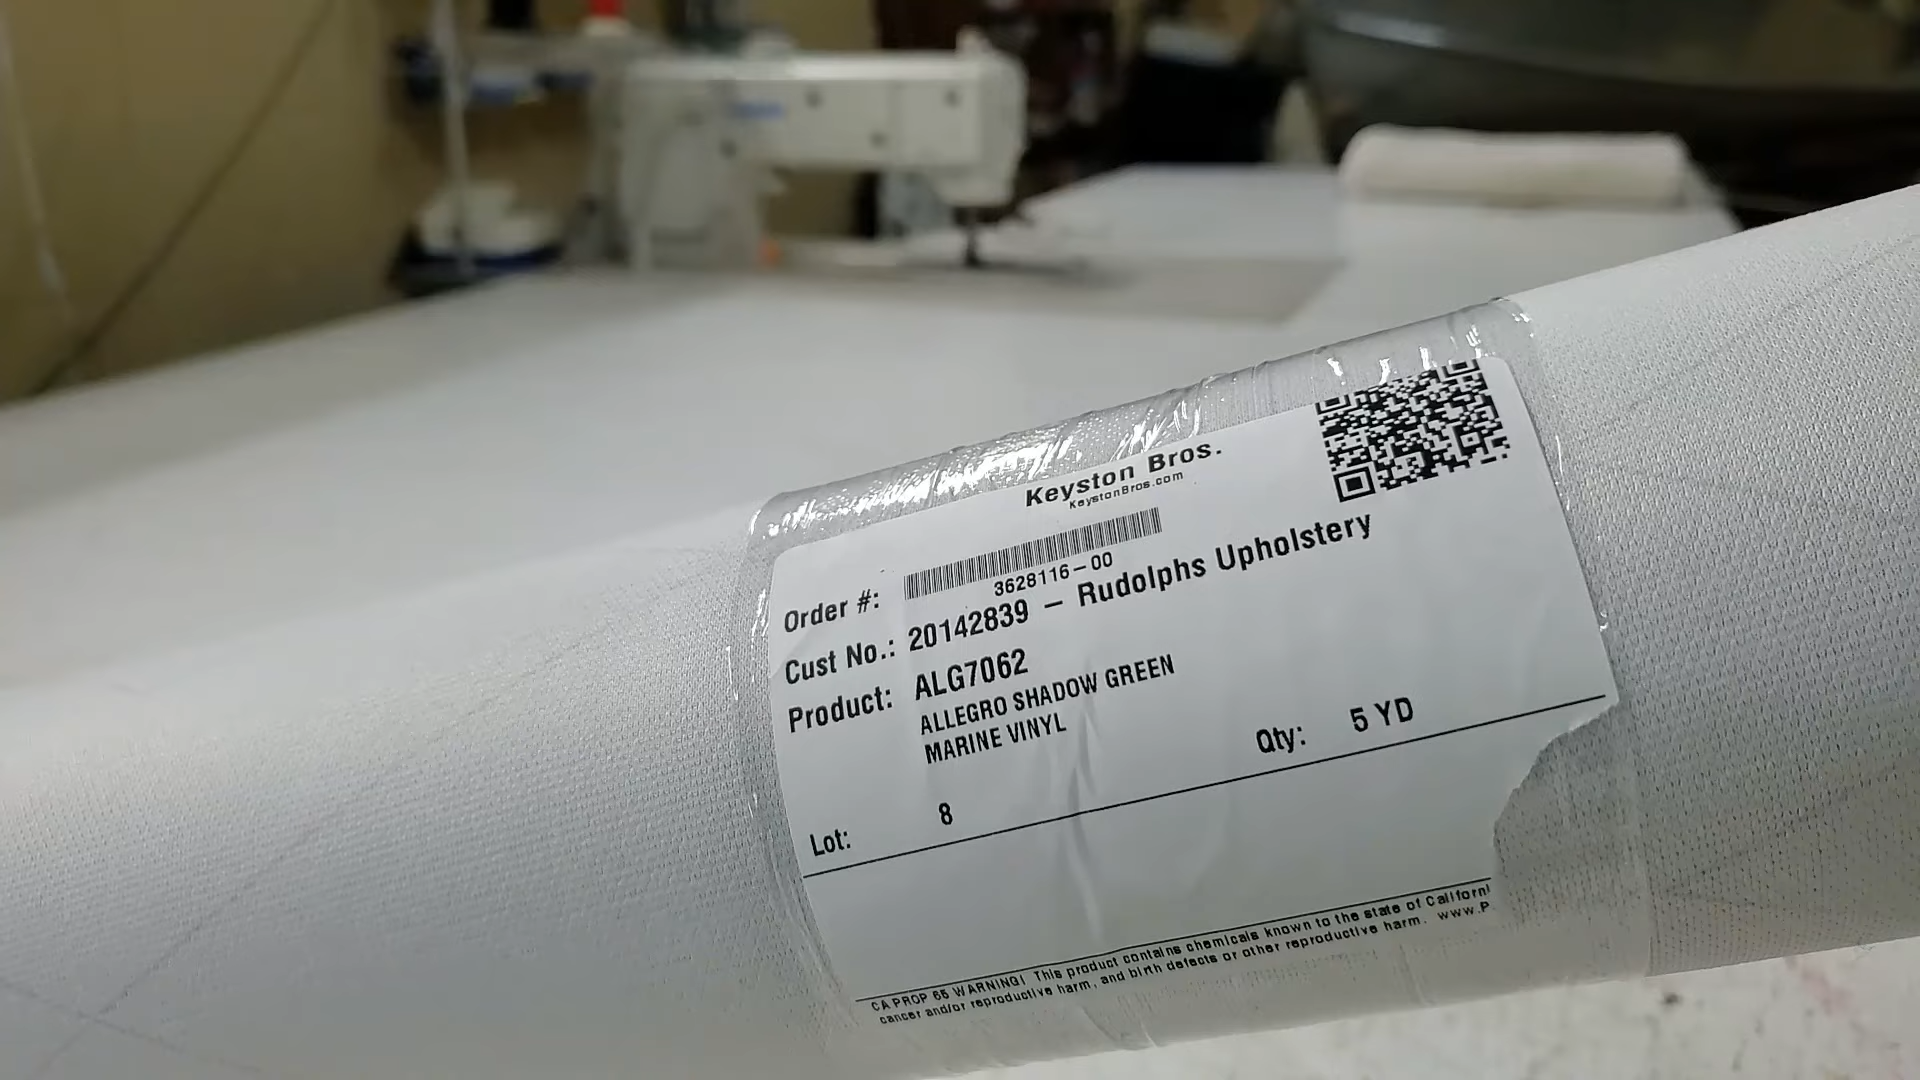 Keyston Bros.
KeystonBros.com
Order #:
3628116-00
Cust No.: 20142839 - Rudolphs Upholstery
Product: ALG7062
ALLEGRO SHADOW GREEN
MARINE VINYL
Qty: 5 YD
Lot: 8
CA PROP 65 WARNING! This product contains chemicals known to the state of Californi
cancer and/or reproductive harm, and birth defects or other reproductive harm. www.P